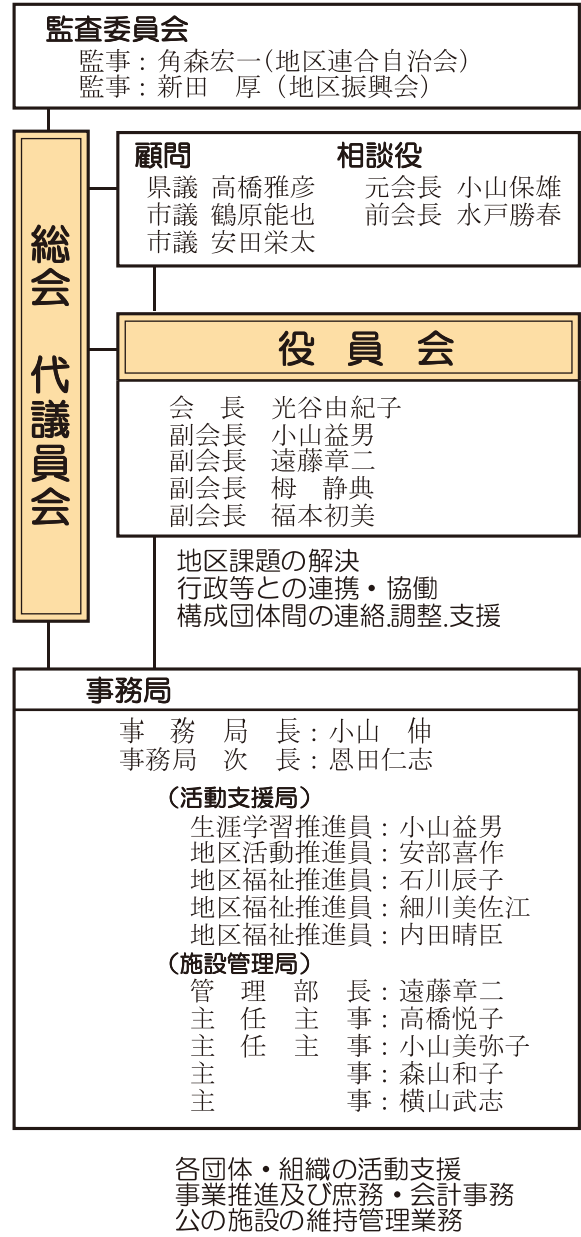 監査委員会
監事：角森宏一（地区連合自治会）
監事：新田　厚（地区振興会）
総会　代議員会
顧問
県議 高橋雅彦
市議 鶴原能也
市議 安田栄太
相談役
元会長 小山保雄
前会長 水戸勝春
役員会
会　長　光谷由紀子
副会長　小山益男
副会長　遠藤章二
副会長　栂　静典
副会長　福本初美
地区課題の解決
行政等との連携・協働
構成団体間の連絡.調整.支援
事務局
事　務　局　長：小山　伸
事務局　次　長：恩田仁志
（活動支援局）
生涯学習推進員：小山益男
地区活動推進員：安部喜作
地区福祉推進員：石川辰子
地区福祉推進員：細川美佐江
地区福祉推進員：内田晴臣
（施設管理局）
管　理　部　長：遠藤章二
主　任　主　事：高橋悦子
主　任　主　事：小山美弥子
主　　　　　事：森山和子
主　　　　　事：横山武志
各団体・組織の活動支援
事業推進及び庶務・会計事務
公の施設の維持管理業務